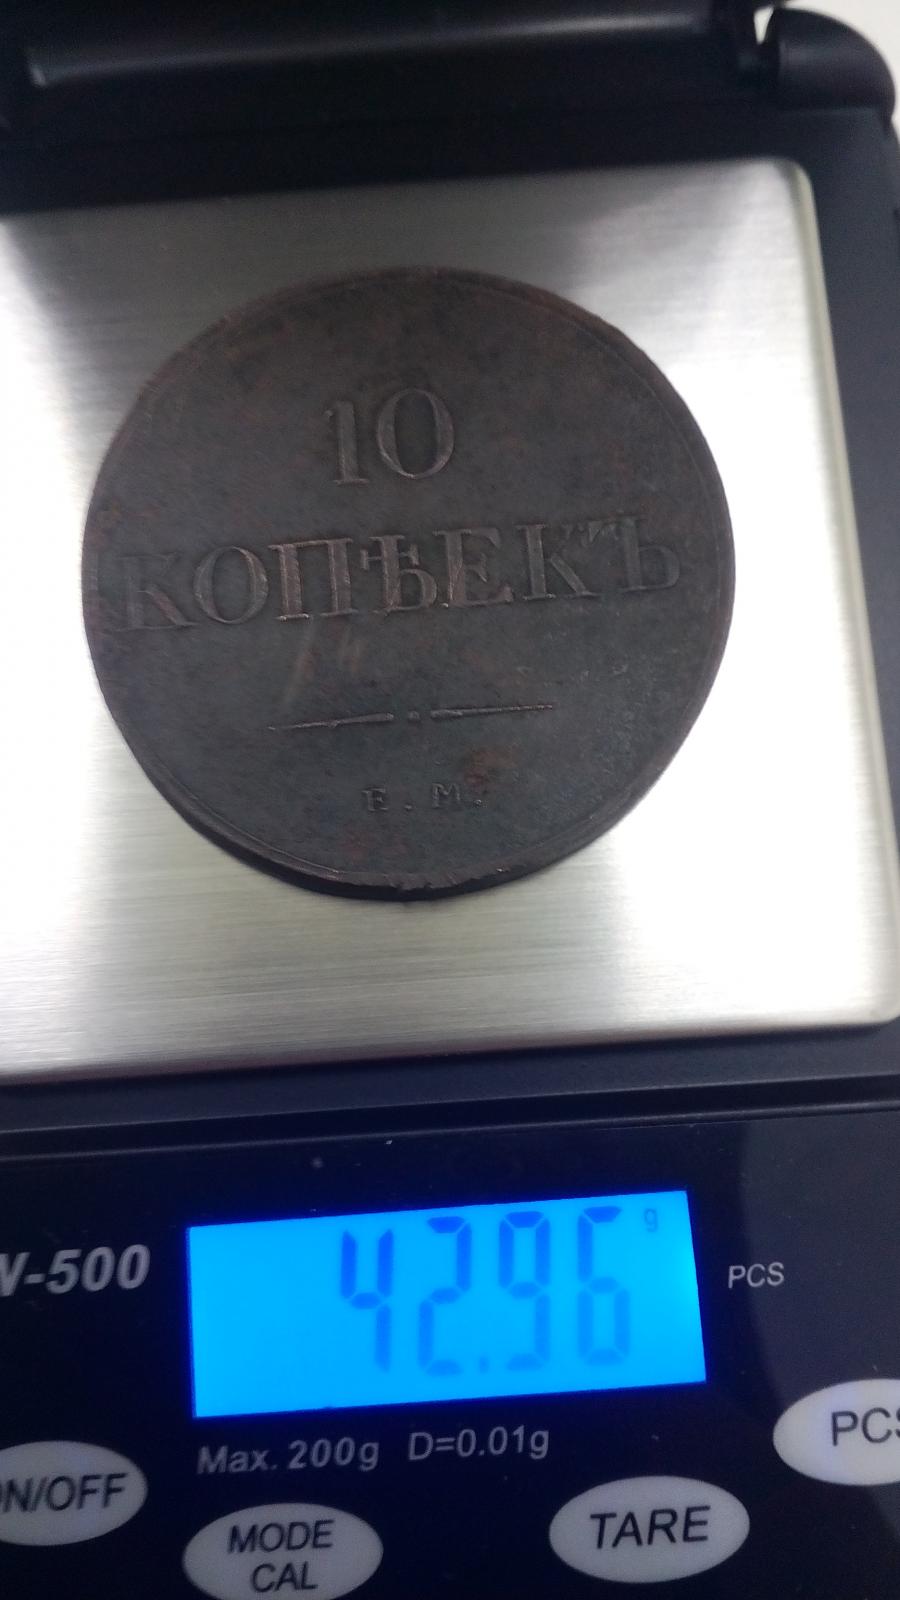 10
КОПѢЕКЪ
Е.М.
-500
42.96 g
PCS
Max. 200g D=0.01g
ON/OFF
MODE
CAL
TARE
PCS